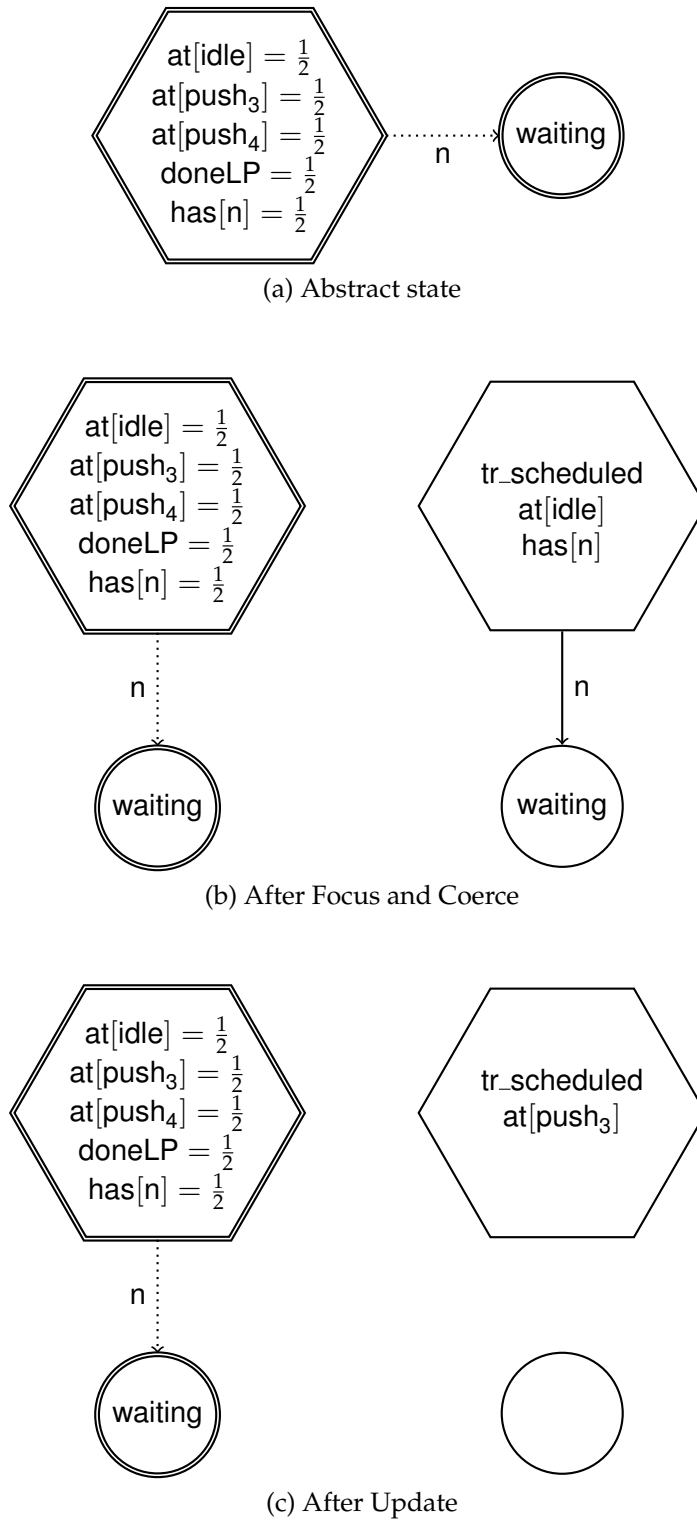 at[idle] = 1/2
at[push₃] = 1/2
at[push₄] = 1/2
doneLP = 1/2
has[n] = 1/2
n
waiting
(a) Abstract state
at[idle] = 1/2
at[push₃] = 1/2
at[push₄] = 1/2
doneLP = 1/2
has[n] = 1/2
tr_scheduled
at[idle]
has[n]
n
n
waiting
waiting
(b) After Focus and Coerce
at[idle] = 1/2
at[push₃] = 1/2
at[push₄] = 1/2
doneLP = 1/2
has[n] = 1/2
tr_scheduled
at[push₃]
n
waiting
(c) After Update